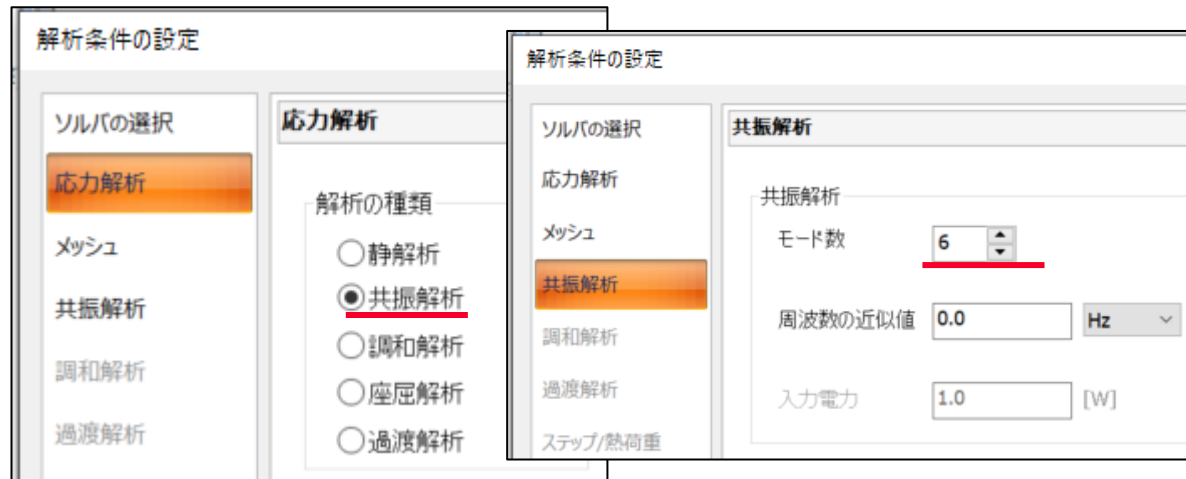 解析条件の設定
ソルバの選択
応力解析
メッシュ
共振解析
調和解析
過渡解析
応力解析
解析の種類
静解析
共振解析
調和解析
座屈解析
過渡解析
解析条件の設定
ソルバの選択
応力解析
メッシュ
共振解析
調和解析
過渡解析
ステップ/熱荷重
共振解析
共振解析
モード数 6
周波数の近似値 0.0 Hz
入力電力 1.0 [W]